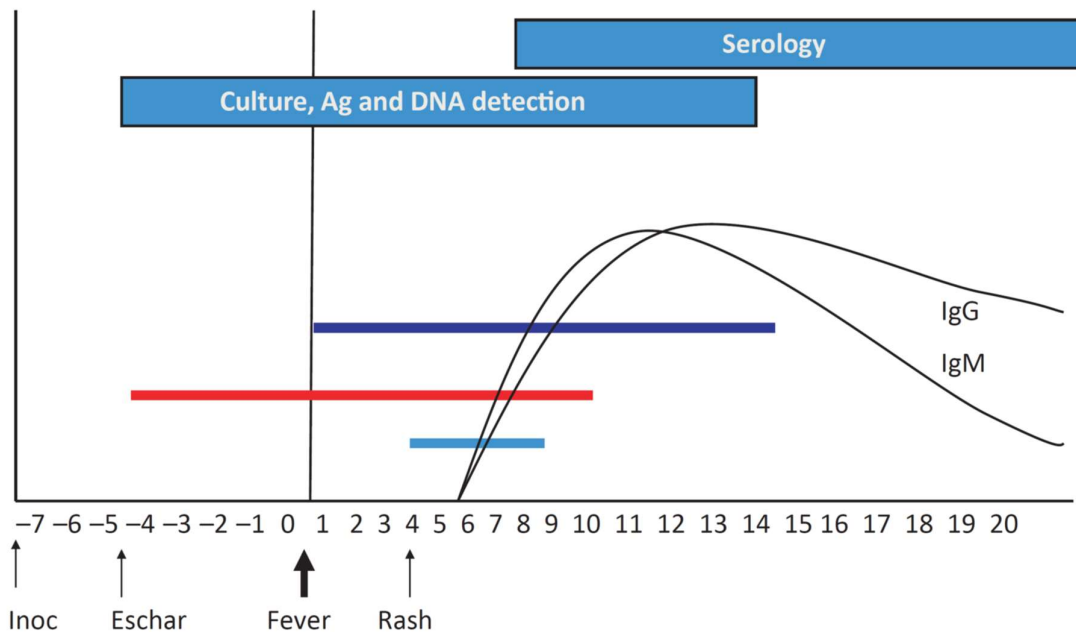 Serology
Culture, Ag and DNA detection
IgG
IgM
–7 –6 –5 –4 –3 –2 –1 0 1 2 3 4 5 6 7 8 9 10 11 12 13 14 15 16 17 18 19 20
Inoc Eschar Fever Rash